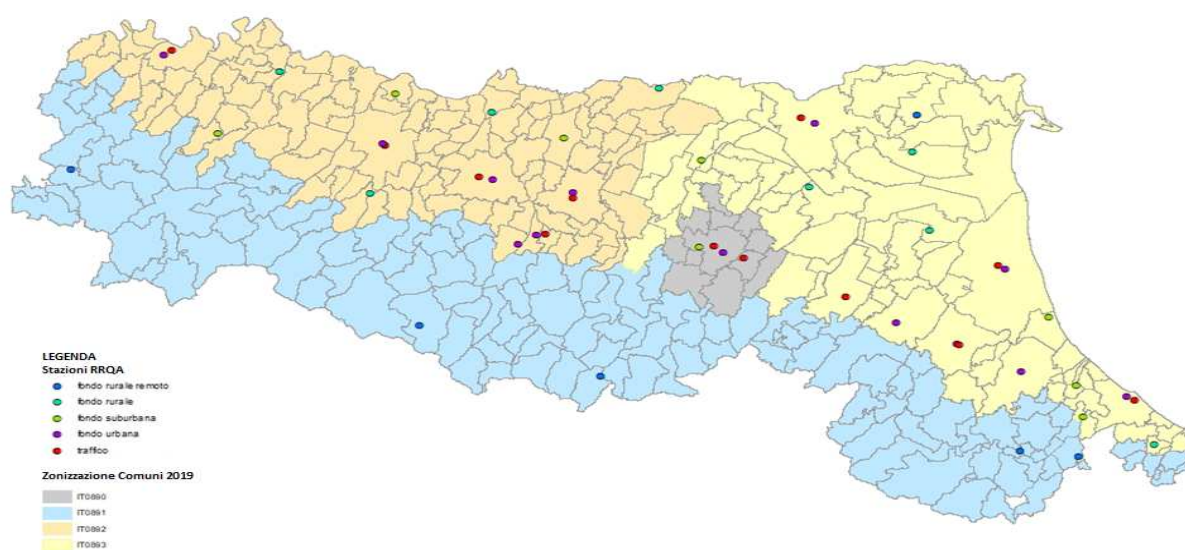 LEGENDA
Stazioni RRQA
fondo rurale remoto
fondo rurale
fondo suburbana
fondo urbana
traffico
Zonizzazione Comuni 2019
IT0890
IT0891
IT0892
IT0893